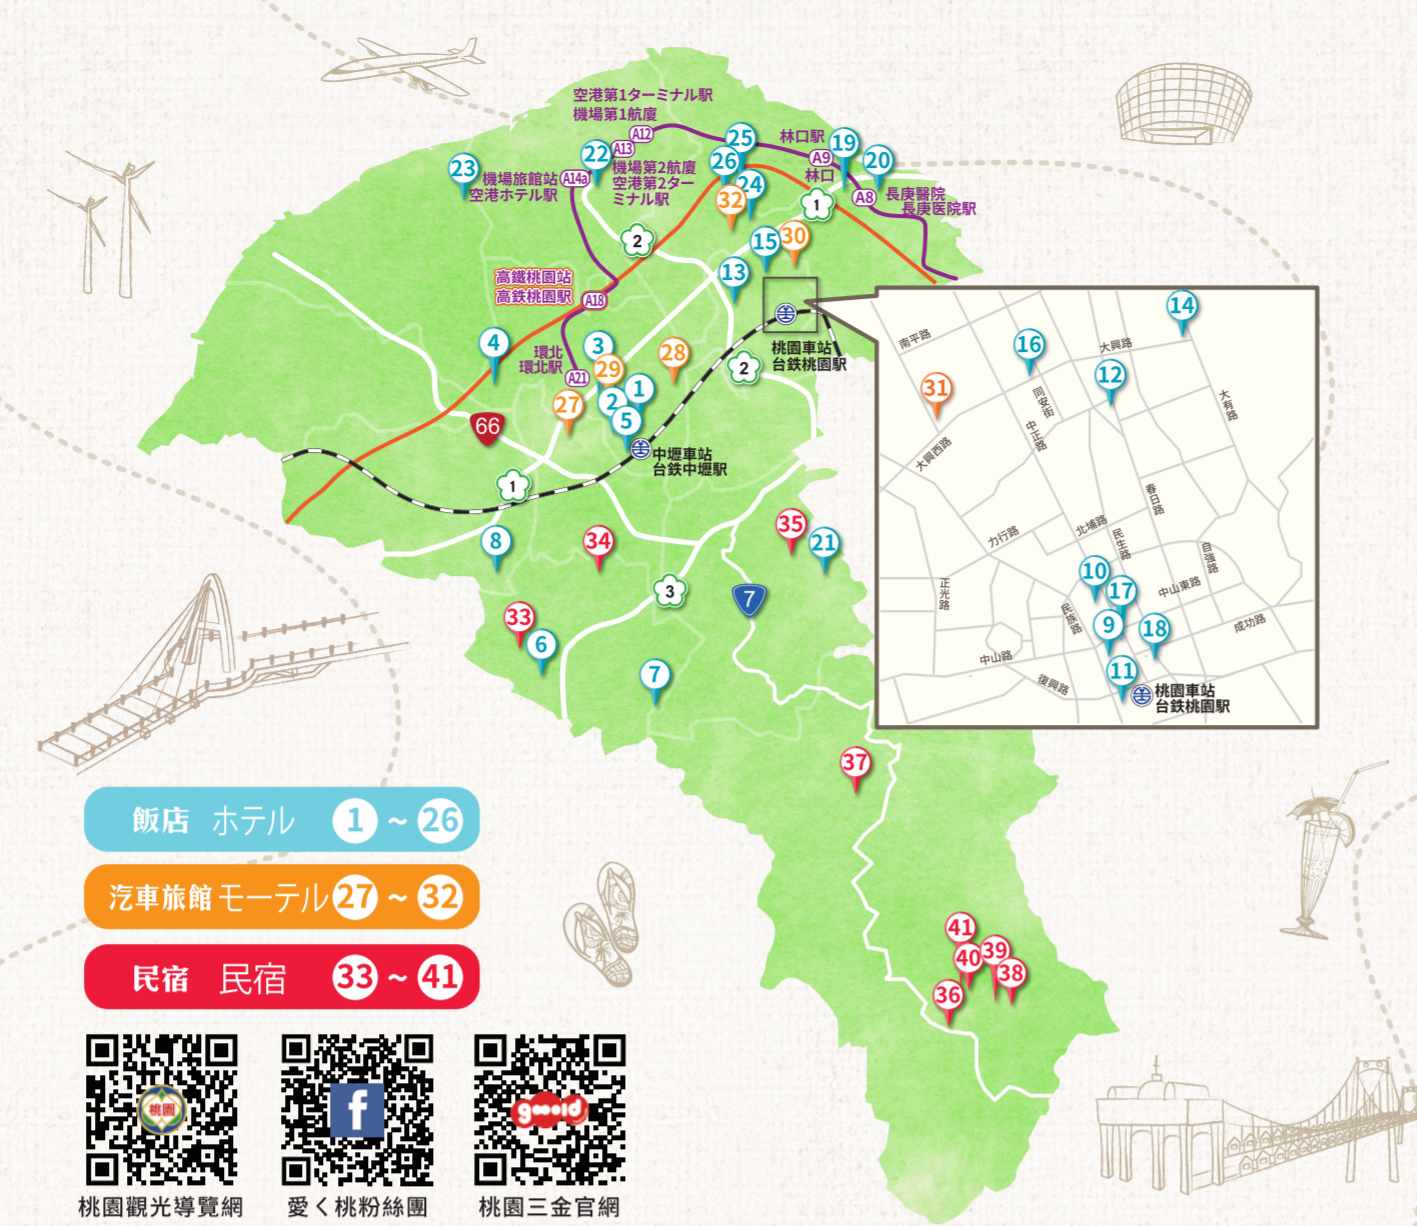 空港第1ターミナル駅
機場第1航廈
A12
A13
22
機場第2航廈
空港第2ター
ミナル駅
A14a
機場旅館站
空港ホテル駅
23
25
26
24
32
林口駅
A9
林口
19
20
A8
長庚醫院
長庚医院駅
1
2
15
30
13
高鐵桃園站
高鉄桃園駅
A18
環北
環北駅
A21
4
3
29
28
1
2
5
27
桃園車站
台鉄桃園駅
2
66
中壢車站
台鉄中壢駅
1
8
34
35
21
3
7
33
6
7
37
41
40
39
38
36
14
南平路
16
大興路
12
31
同安街
中正路
大有路
大興西路
春日路
北埔路
力行路
民生路
自強路
10
17
中山東路
正光路
民族路
9
18
成功路
中山路
11
復興路
桃園車站
台鉄桃園駅
飯店 ホテル 1 ~ 26
汽車旅館 モーテル 27 ~ 32
民宿 民宿 33 ~ 41
桃園
f
goooid
桃園觀光導覽網
愛く桃粉絲團
桃園三金官網